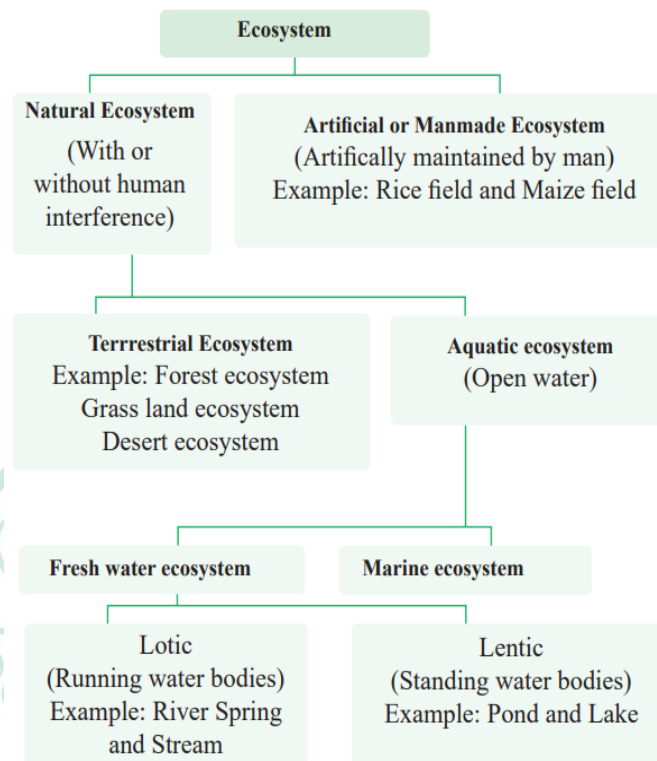 Ecosystem
Natural Ecosystem
(With or
without human
interference)
Artificial or Manmade Ecosystem
(Artifically maintained by man)
Example: Rice field and Maize field
Terrrestrial Ecosystem
Example: Forest ecosystem
Grass land ecosystem
Desert ecosystem
Aquatic ecosystem
(Open water)
Fresh water ecosystem
Marine ecosystem
Lotic
(Running water bodies)
Example: River Spring
and Stream
Lentic
(Standing water bodies)
Example: Pond and Lake